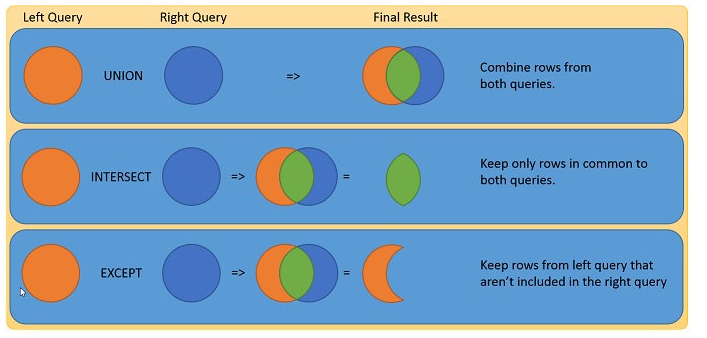 Left Query Right Query Final Result
UNION => Combine rows from
both queries.
INTERSECT => = Keep only rows in common to
both queries.
EXCEPT => = Keep rows from left query that
aren't included in the right query